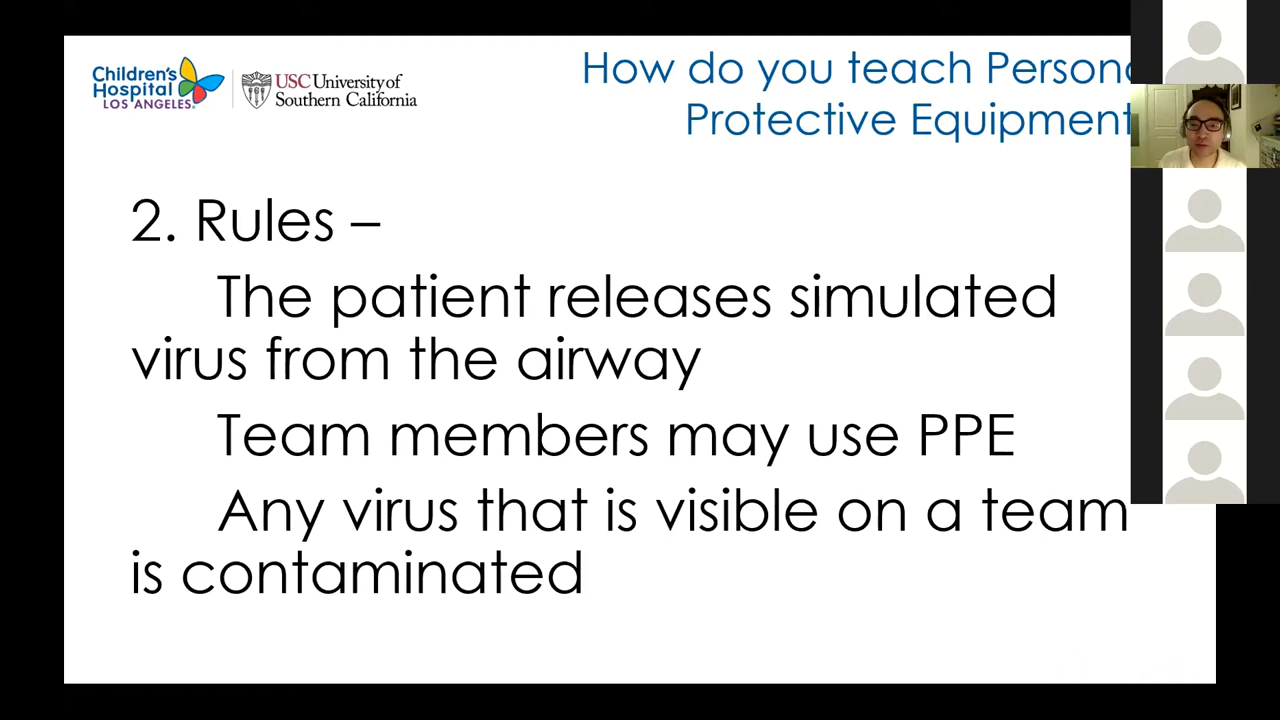 Children's
Hospital
LOS ANGELES
USC University of
Southern California
How do you teach Persona
Protective Equipment
2. Rules –
The patient releases simulated
virus from the airway
Team members may use PPE
Any virus that is visible on a team
is contaminated